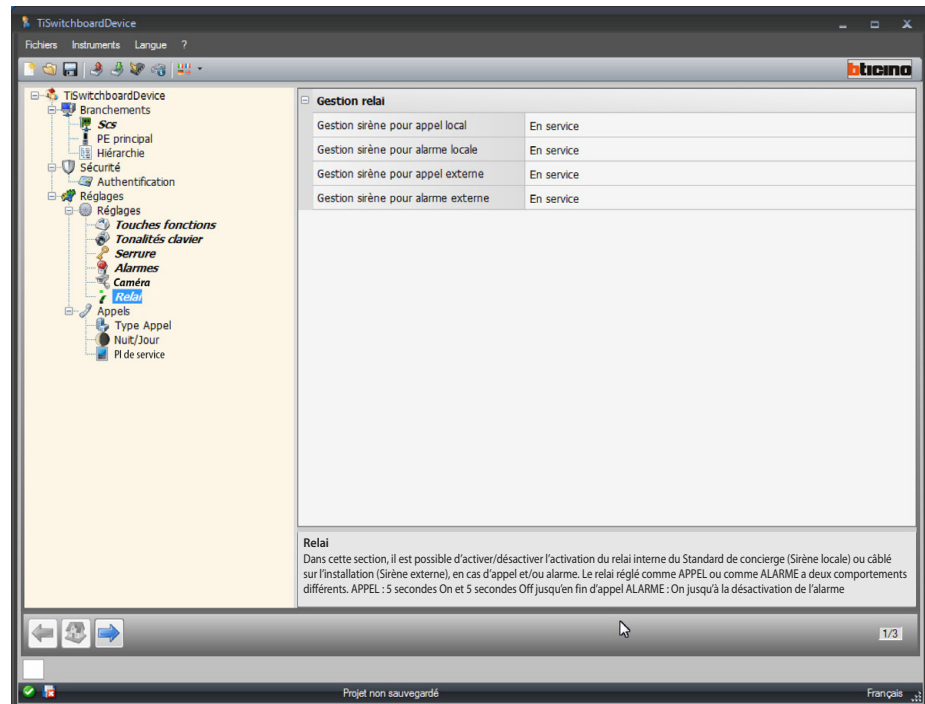 TiSwitchboardDevice
Fichiers Instruments Langue ?
bticino
TiSwitchboardDevice
Branchements
Scs
PE principal
Hiérarchie
Sécurité
Authentification
Réglages
Réglages
Touches fonctions
Tonalités clavier
Serrure
Alarmes
Caméra
Relai
Appels
Type Appel
Nuit/Jour
PI de service
Gestion relai
Gestion sirène pour appel local En service
Gestion sirène pour alarme locale En service
Gestion sirène pour appel externe En service
Gestion sirène pour alarme externe En service
Relai
Dans cette section, il est possible d'activer/désactiver l'activation du relai interne du Standard de concierge (Sirène locale) ou câblé
sur l'installation (Sirène externe), en cas d'appel et/ou alarme. Le relai réglé comme APPEL ou comme ALARME a deux comportements
différents. APPEL : 5 secondes On et 5 secondes Off jusqu'en fin d'appel ALARME : On jusqu'à la désactivation de l'alarme
1/3
Projet non sauvegardé
Français